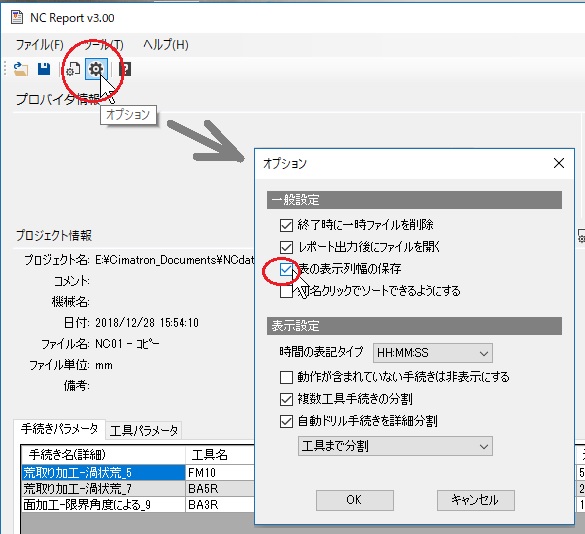 NC Report v3.00
ファイル(F) ツール(T) ヘルプ(H)
プロバイダ情報
オプション
プロジェクト情報
プロジェクト名: E:¥Cimatron_Documents¥NCdat
コメント:
機械名:
日付: 2018/12/28 15:54:10
ファイル名: NC01 - コピー
ファイル単位: mm
備考:
手続きパラメータ 工具パラメータ
手続き名(詳細) 工具名
荒取り加工-渦状荒_5 FM10
荒取り加工-渦状荒_7 BA5R
面加工-限界角度による_9 BA3R
オプション
一般設定
終了時に一時ファイルを削除
レポート出力後にファイルを開く
表の表示列幅の保存
列名クリックでソートできるようにする
表示設定
時間の表記タイプ HH:MM:SS
動作が含まれていない手続きは非表示にする
複数工具手続きの分割
自動ドリル手続きを詳細分割
工具まで分割
OK キャンセル